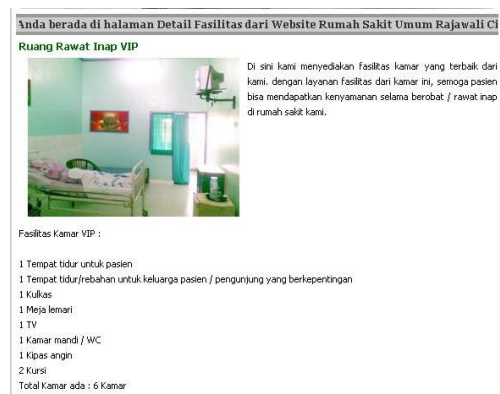 Anda berada di halaman Detail Fasilitas dari Website Rumah Sakit Umum Rajawali Ci
Ruang Rawat Inap VIP
Di sini kami menyediakan fasilitas kamar yang terbaik dari
kami. dengan layanan fasilitas dari kamar ini, semoga pasien
bisa mendapatkan kenyamanan selama berobat / rawat inap
di rumah sakit kami.
Fasilitas Kamar VIP :
1 Tempat tidur untuk pasien
1 Tempat tidur/rebahan untuk keluarga pasien / pengunjung yang berkepentingan
1 Kulkas
1 Meja lemari
1 TV
1 Kamar mandi / WC
1 Kipas angin
2 Kursi
Total Kamar ada : 6 Kamar